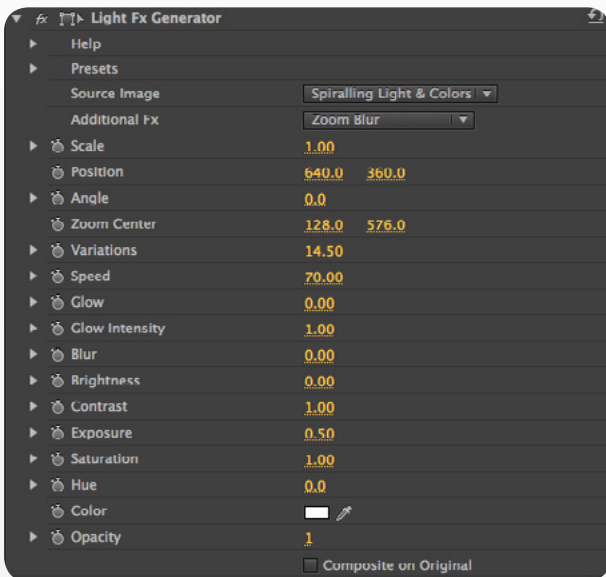 fx Light Fx Generator
Help
Presets
Source Image Spiralling Light & Colors
Additional Fx Zoom Blur
Scale 1.00
Position 640.0 360.0
Angle 0.0
Zoom Center 128.0 576.0
Variations 14.50
Speed 70.00
Glow 0.00
Glow Intensity 1.00
Blur 0.00
Brightness 0.00
Contrast 1.00
Exposure 0.50
Saturation 1.00
Hue 0.0
Color
Opacity 1
Composite on Original